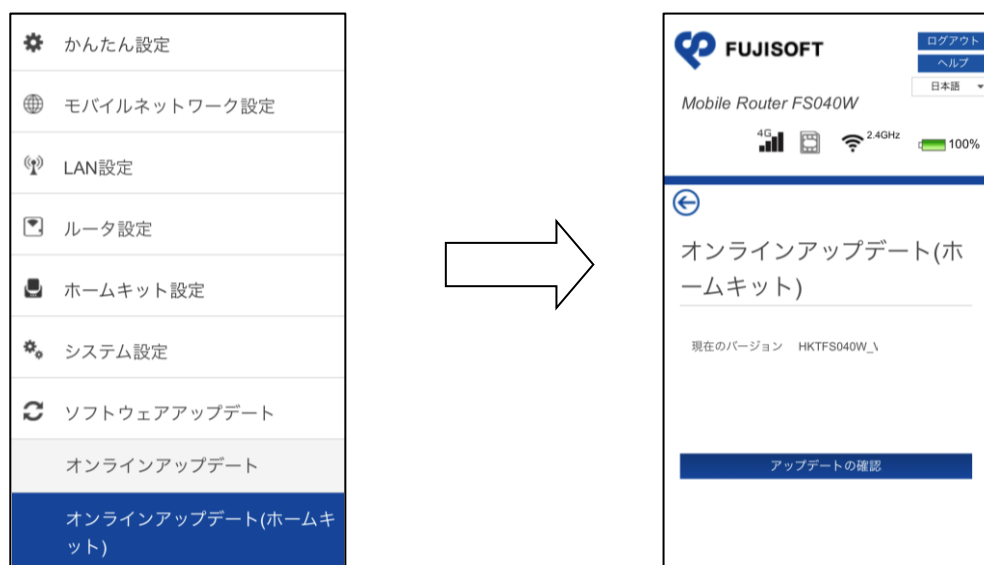 かんたん設定
モバイルネットワーク設定
LAN設定
ルータ設定
ホームキット設定
システム設定
ソフトウェアアップデート
オンラインアップデート
オンラインアップデート(ホームキ
ット)
FUJISOFT
ログアウト
ヘルプ
日本語
Mobile Router FS040W
4G
2.4GHz
100%
オンラインアップデート(ホ
ームキット)
現在のバージョン HKTFS040W_V
アップデートの確認